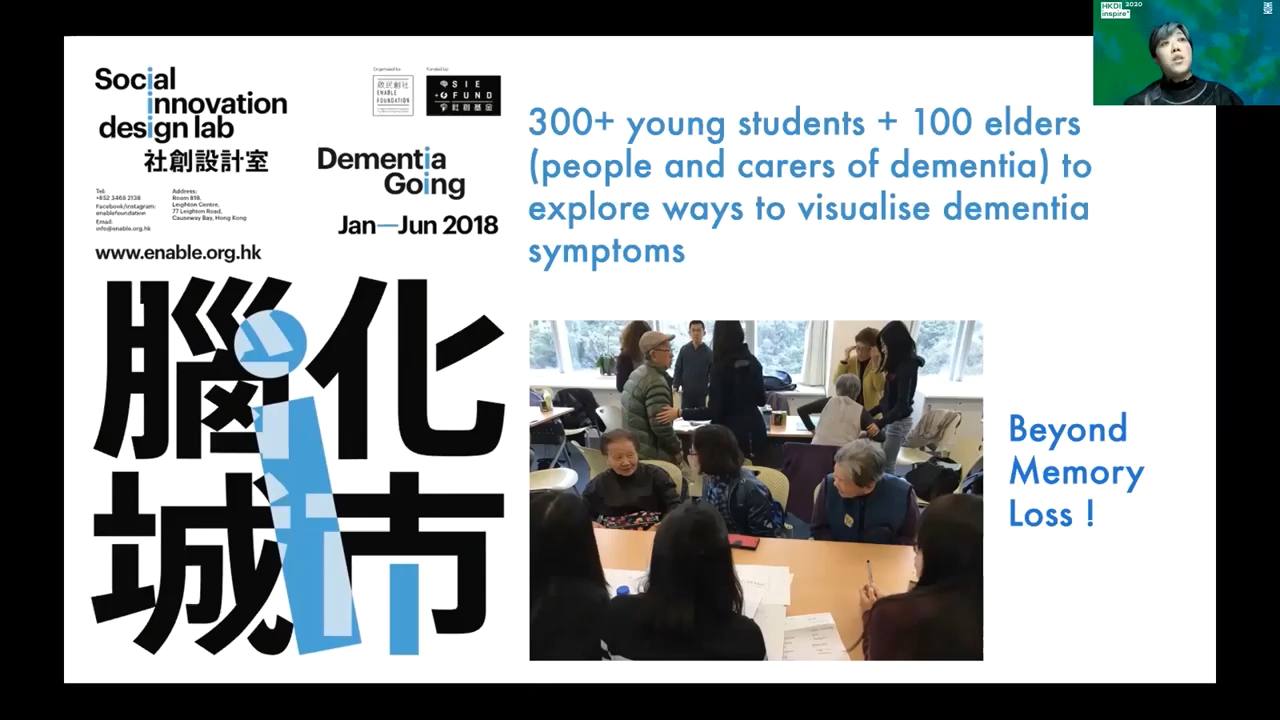 Social
innovation
design lab
社創設計室
Organised by
啟民創社
ENABLE
FOUNDATION
Funded by
SIE
FUND
社創基金
Dementia
Going
Jan—Jun 2018
Tel:
+852 3468 2138
Facebook/Instagram:
enablefoundation
Email:
info@enable.org.hk
Address:
Room 818,
Leighton Centre,
77 Leighton Road,
Causeway Bay, Hong Kong
www.enable.org.hk
腦化
城市
300+ young students + 100 elders
(people and carers of dementia) to
explore ways to visualise dementia
symptoms
Beyond
Memory
Loss !
HKDI 2020
inspire*